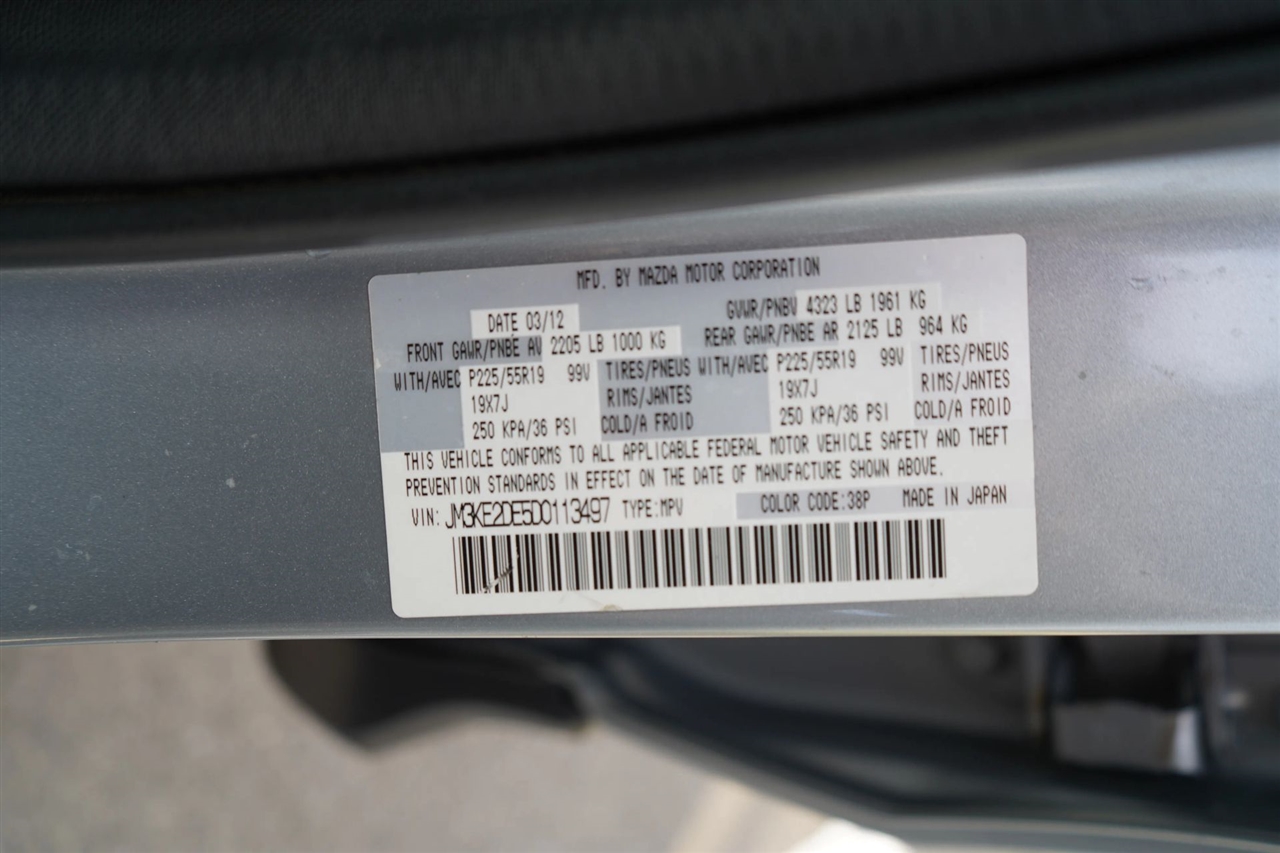 MFD. BY MAZDA MOTOR CORPORATION
DATE 03/12 GVWR/PNBV 4323 LB 1961 KG
FRONT GAWR/PNBE AV 2205 LB 1000 KG REAR GAWR/PNBE AR 2125 LB 964 KG
WITH/AVEC P225/55R19 99V TIRES/PNEUS WITH/AVEC P225/55R19 99V TIRES/PNEUS
19X7J RIMS/JANTES 19X7J RIMS/JANTES
250 KPA/36 PSI COLD/A FROID 250 KPA/36 PSI COLD/A FROID
THIS VEHICLE CONFORMS TO ALL APPLICABLE FEDERAL MOTOR VEHICLE SAFETY AND THEFT
PREVENTION STANDARDS IN EFFECT ON THE DATE OF MANUFACTURE SHOWN ABOVE.
VIN: JM3KE2DE5D0113497 TYPE:MPV COLOR CODE:38P MADE IN JAPAN